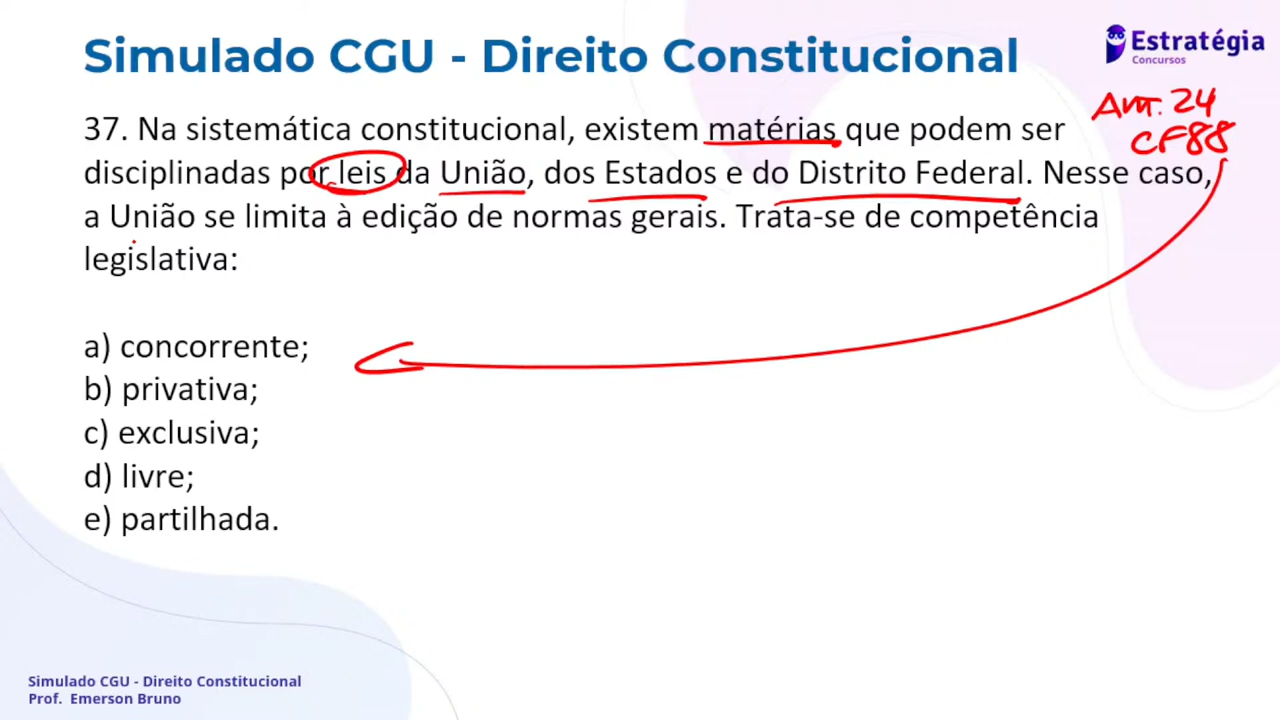 Simulado CGU - Direito Constitucional
Estratégia
Concursos
Art. 24
CF88
37. Na sistemática constitucional, existem matérias que podem ser
disciplinadas por leis da União, dos Estados e do Distrito Federal. Nesse caso,
a União se limita à edição de normas gerais. Trata-se de competência
legislativa:
a) concorrente;
b) privativa;
c) exclusiva;
d) livre;
e) partilhada.
Simulado CGU - Direito Constitucional
Prof. Emerson Bruno